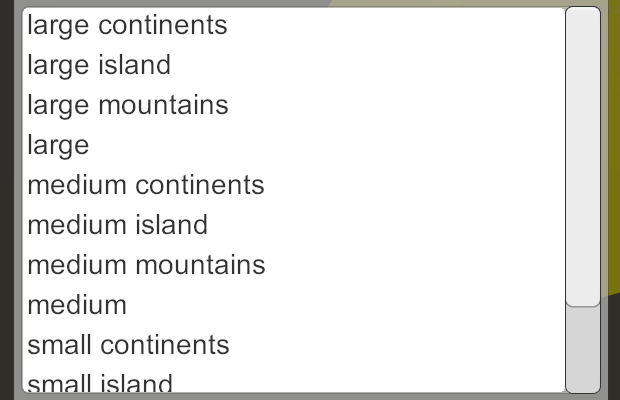 large continents
large island
large mountains
large
medium continents
medium island
medium mountains
medium
small continents
small island